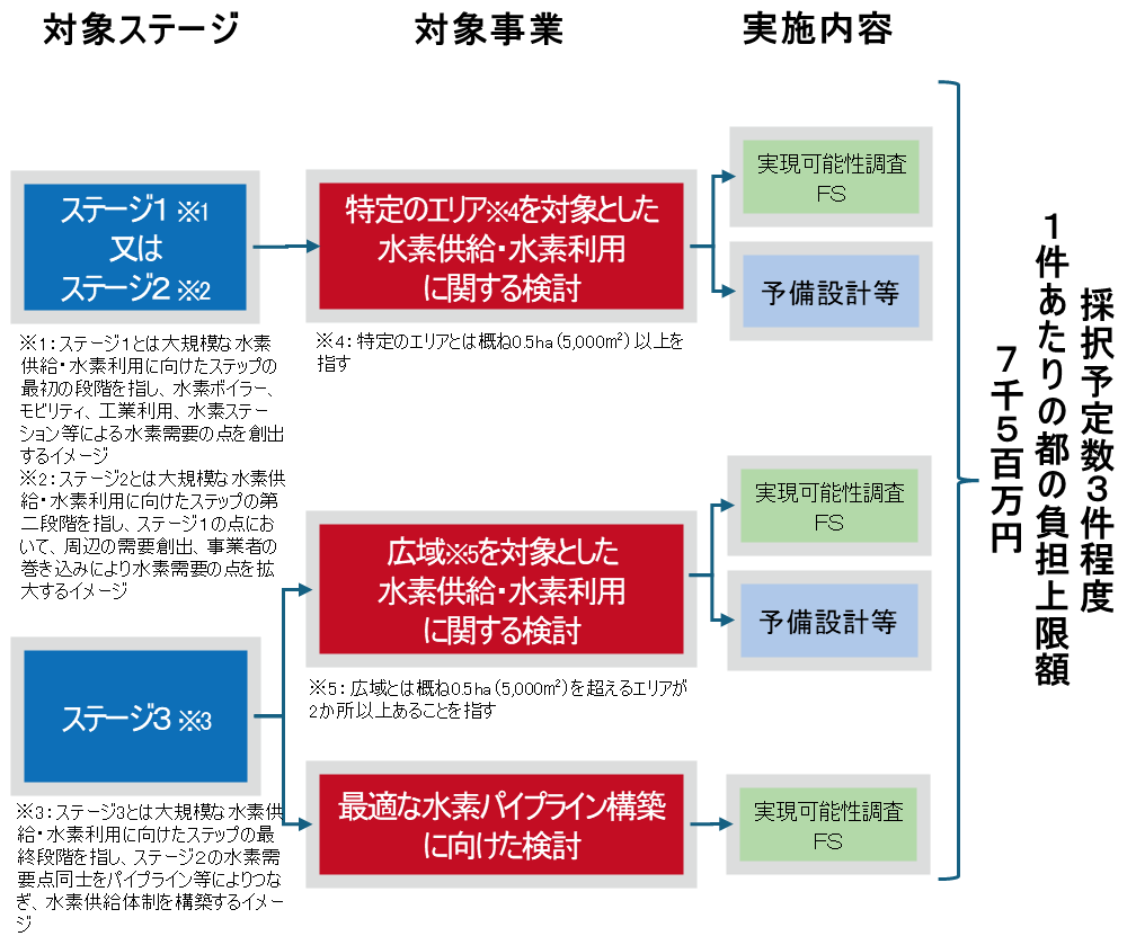 対象ステージ
対象事業
実施内容
ステージ1 ※1
又は
ステージ2 ※2
※1：ステージ1とは大規模な水素
供給・水素利用に向けたステップの
最初の段階を指し、水素ボイラー、
モビリティ、工業利用、水素ステー
ション等による水素需要の点を創出
するイメージ
※2：ステージ2とは大規模な水素供
給・水素利用に向けたステップの第
二段階を指し、ステージ1の点にお
いて、周辺の需要創出、事業者の
巻き込みにより水素需要の点を拡
大するイメージ
特定のエリア※4を対象とした
水素供給・水素利用
に関する検討
※4：特定のエリアとは概ね0.5ha（5,000m²）以上を
指す
実現可能性調査
FS
予備設計等
ステージ3 ※3
※3：ステージ3とは大規模な水素供
給・水素利用に向けたステップの最
終段階を指し、ステージ2の水素需
要点同士をパイプライン等によりつな
ぎ、水素供給体制を構築するイメー
ジ
広域※5を対象とした
水素供給・水素利用
に関する検討
※5：広域とは概ね0.5ha（5,000m²）を超えるエリアが
2か所以上あることを指す
実現可能性調査
FS
予備設計等
最適な水素パイプライン構築
に向けた検討
実現可能性調査
FS
採択予定数3件程度
1件あたりの都の負担上限額
7千5百万円